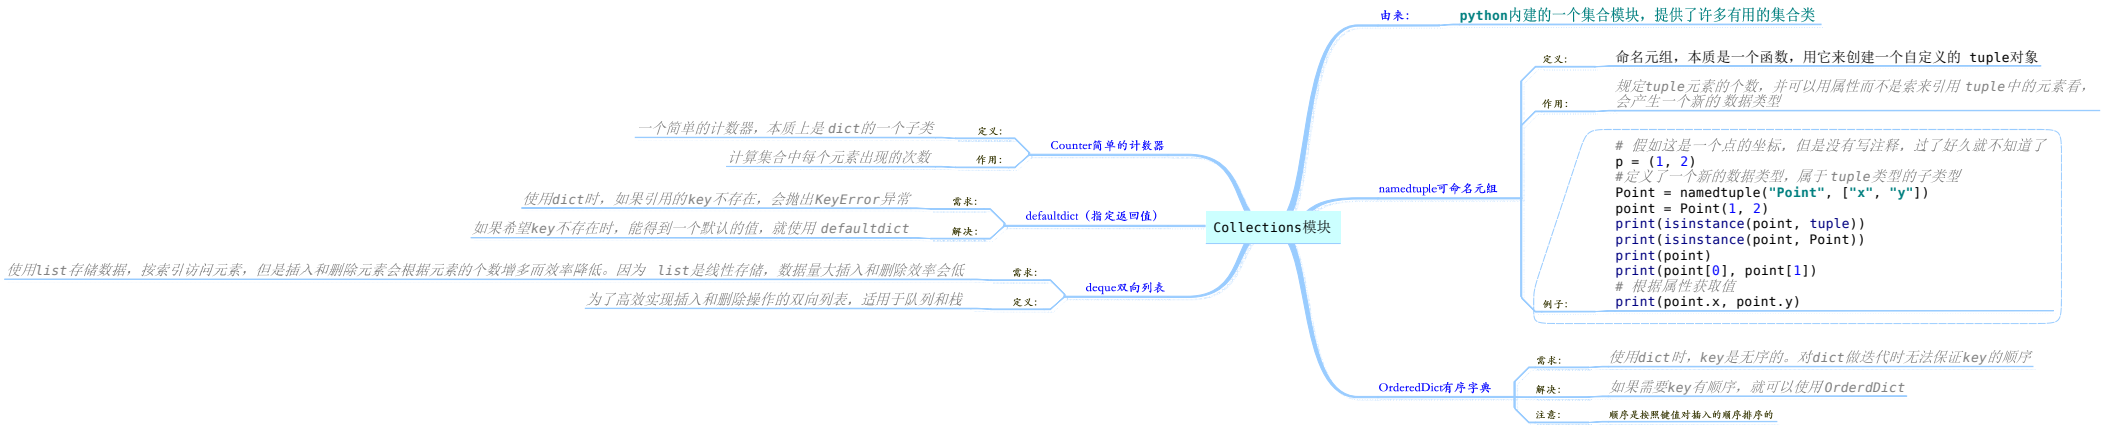 Collections模块
由来：
python内建的一个集合模块，提供了许多有用的集合类
namedtuple可命名元组
定义：
命名元组，本质是一个函数，用它来创建一个自定义的 tuple对象
作用：
规定tuple元素的个数，并可以用属性而不是索来引用 tuple中的元素看，
会产生一个新的数据类型
例子：
# 假如这是一个点的坐标，但是没有写注释，过了好久就不知道了
p = (1, 2)
#定义了一个新的数据类型，属于tuple类型的子类型
Point = namedtuple("Point", ["x", "y"])
point = Point(1, 2)
print(isinstance(point, tuple))
print(isinstance(point, Point))
print(point)
print(point[0], point[1])
# 根据属性获取值
print(point.x, point.y)
OrderedDict有序字典
需求：
使用dict时，key是无序的。对dict做迭代时无法保证key的顺序
解决：
如果需要key有顺序，就可以使用OrderdDict
注意：
顺序是按照键值对插入的顺序排序的
Counter简单的计数器
定义：
一个简单的计数器，本质上是dict的一个子类
作用：
计算集合中每个元素出现的次数
defaultdict（指定返回值）
需求：
使用dict时，如果引用的key不存在，会抛出KeyError异常
解决：
如果希望key不存在时，能得到一个默认的值，就使用 defaultdict
deque双向列表
需求：
使用list存储数据，按索引访问元素，但是插入和删除元素会根据元素的个数增多而效率降低。因为 list是线性存储，数据量大插入和删除效率会低
定义：
为了高效实现插入和删除操作的双向列表，适用于队列和栈